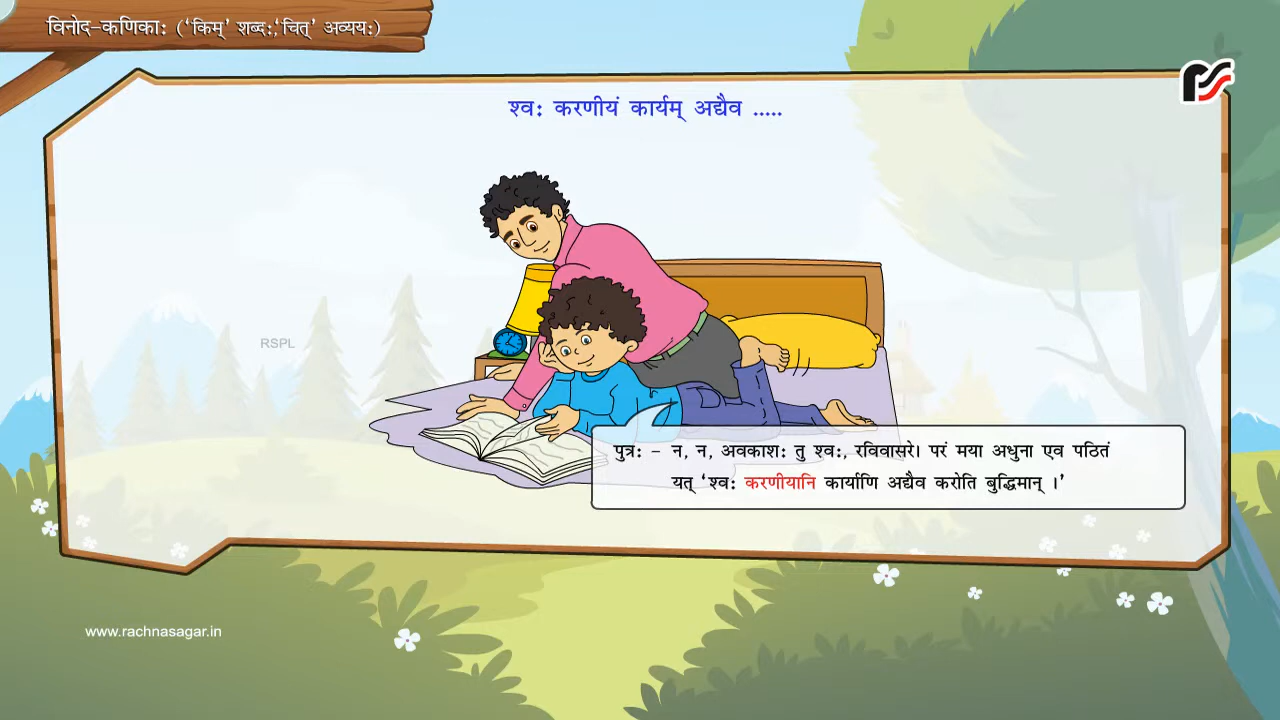 विनोद-कणिकाः ('किम्' शब्दः;'चित्' अव्ययः)
श्वः करणीयं कार्यम् अद्यैव .....
RSPL
पुत्रः - न, न, अवकाशः तु श्वः, रविवासरे। परं मया अधुना एव पठितं
यत् 'श्वः करणीयानि कार्याणि अद्यैव करोति बुद्धिमान् ।'
www.rachnasagar.in